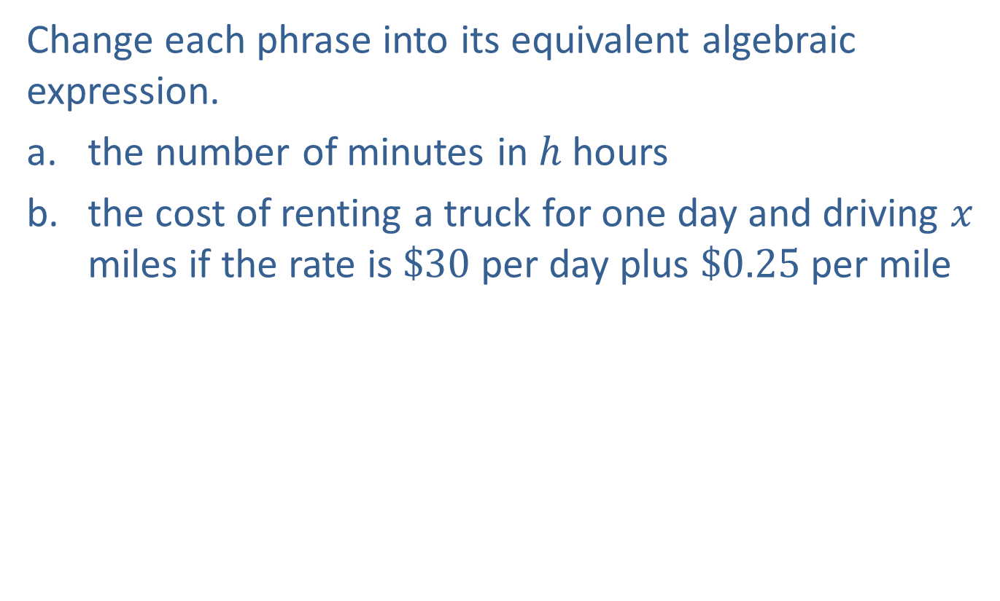 Change each phrase into its equivalent algebraic
expression.
a. the number of minutes in h hours
b. the cost of renting a truck for one day and driving x
miles if the rate is $30 per day plus $0.25 per mile